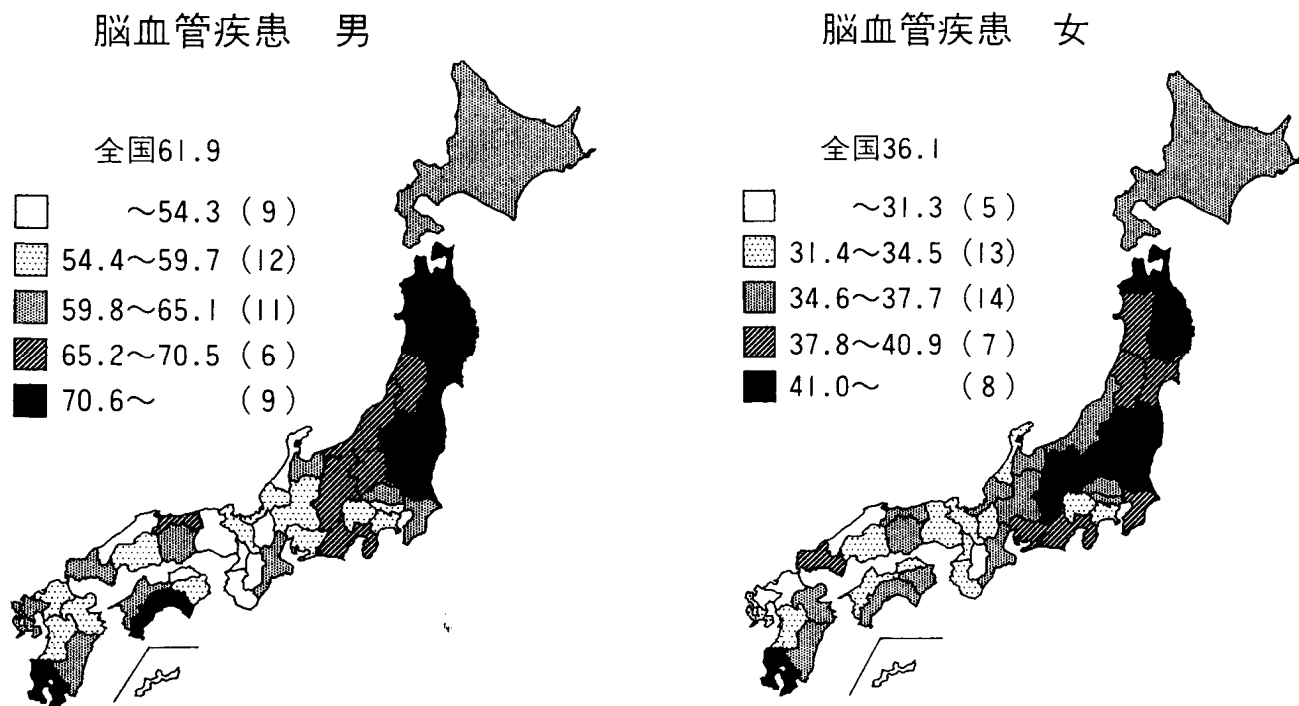 脳血管疾患 男
全国61.9
～54.3 (9)
54.4～59.7 (12)
59.8～65.1 (11)
65.2～70.5 (6)
70.6～ (9)
脳血管疾患 女
全国36.1
～31.3 (5)
31.4～34.5 (13)
34.6～37.7 (14)
37.8～40.9 (7)
41.0～ (8)